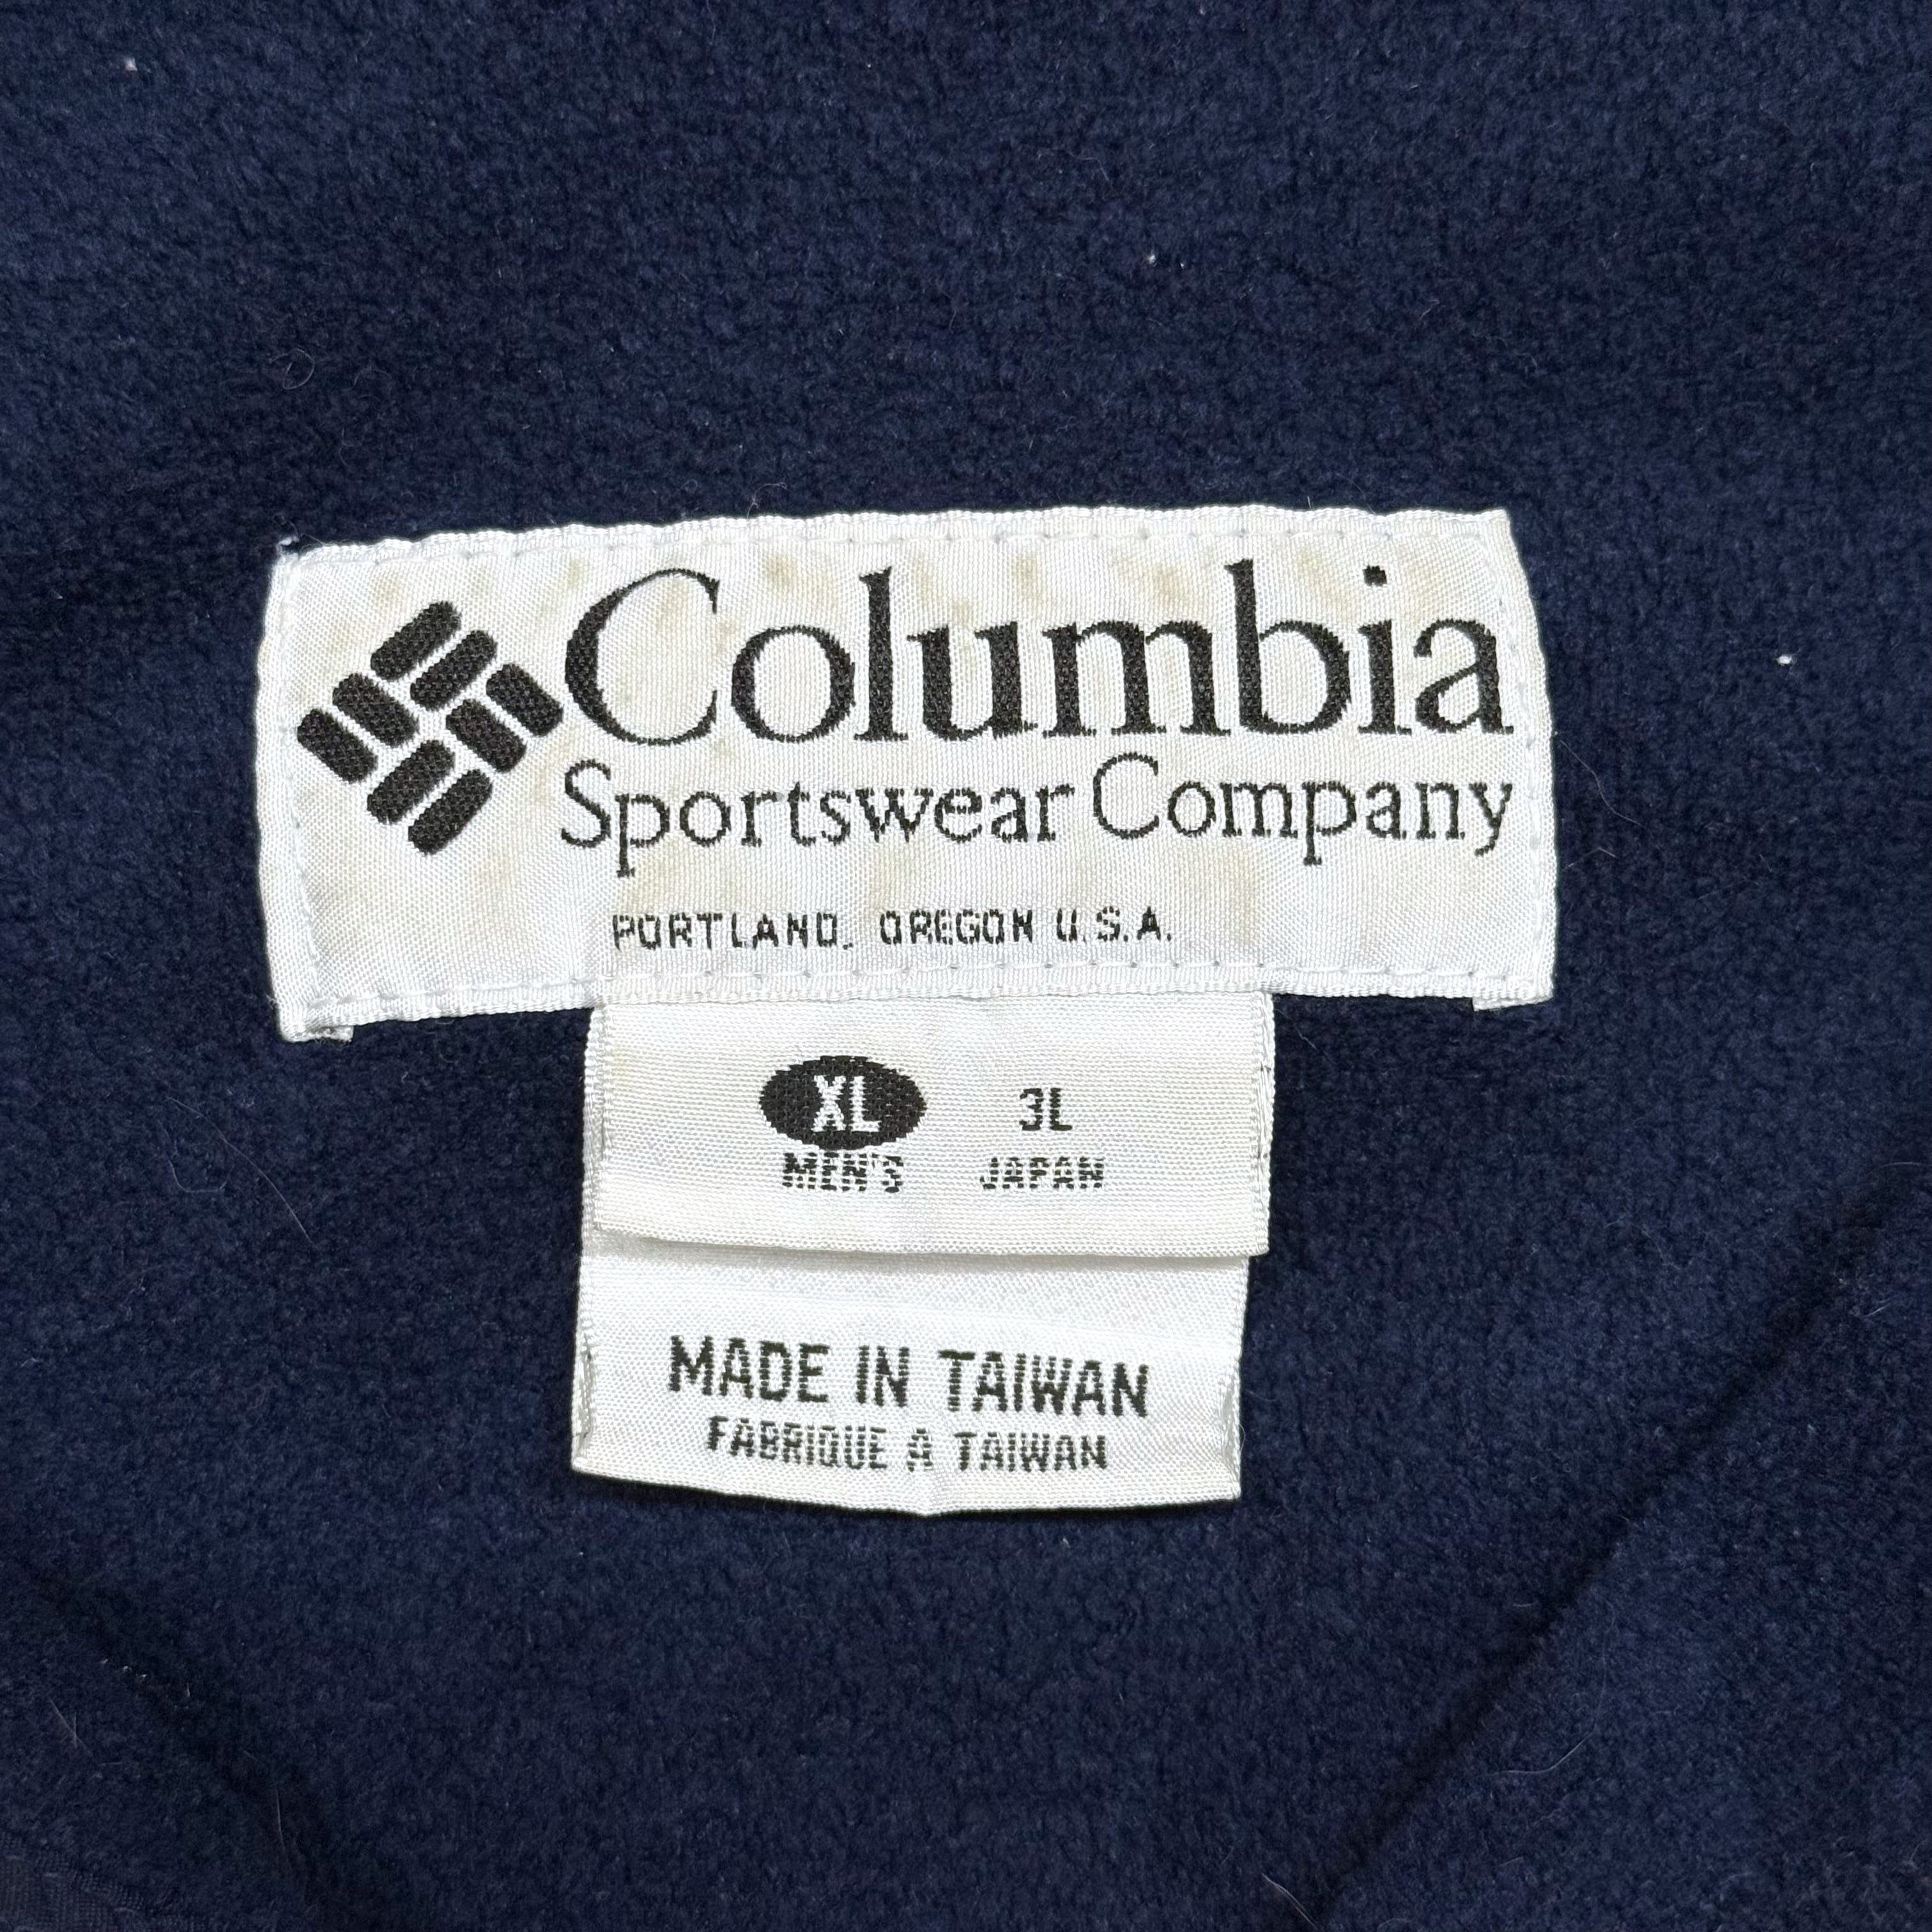 Columbia
Sportswear Company
PORTLAND, OREGON U.S.A.
XL 3L
MEN'S JAPAN
MADE IN TAIWAN
FABRIQUE A TAIWAN